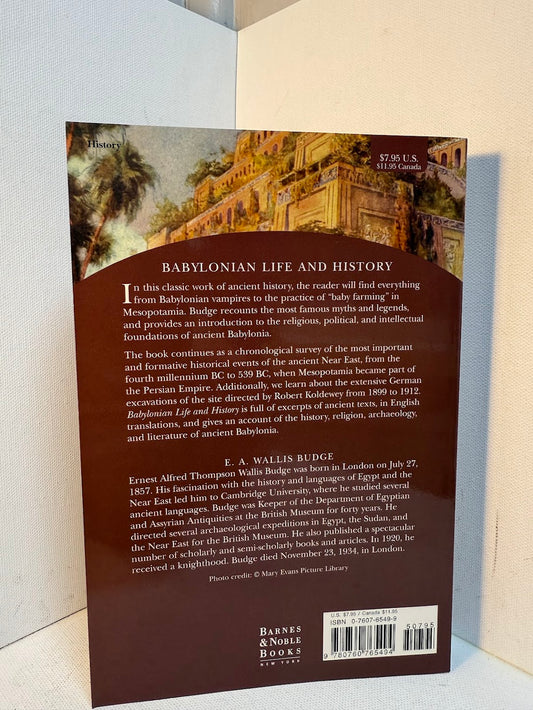 History
$7.95 U.S.
$11.95 Canada
BABYLONIAN LIFE AND HISTORY
In this classic work of ancient history, the reader will find everything
from Babylonian vampires to the practice of “baby farming” in
Mesopotamia. Budge recounts the most famous myths and legends,
and provides an introduction to the religious, political, and intellectual
foundations of ancient Babylonia.
The book continues as a chronological survey of the most important
and formative historical events of the ancient Near East, from the
fourth millennium BC to 539 BC, when Mesopotamia became part of
the Persian Empire. Additionally, we learn about the extensive German
excavations of the site directed by Robert Koldewey from 1899 to 1912.
Babylonian Life and History is full of excerpts of ancient texts, in English
translations, and gives an account of the history, religion, archaeology,
and literature of ancient Babylonia.
E. A. WALLIS BUDGE
Ernest Alfred Thompson Wallis Budge was born in London on July 27,
1857. His fascination with the history and languages of Egypt and the
Near East led him to Cambridge University, where he studied several
ancient languages. Budge was Keeper of the Department of Egyptian
and Assyrian Antiquities at the British Museum for forty years. He
directed several archaeological expeditions in Egypt, the Sudan, and
the Near East for the British Museum. He also published a spectacular
number of scholarly and semi-scholarly books and articles. In 1920, he
received a knighthood. Budge died November 23, 1934, in London.
Photo credit: © Mary Evans Picture Library
BARNES
& NOBLE
BOOKS
NEW YORK
U.S. $7.95 / Canada $11.95
ISBN 0-7607-6549-9
50795
9 780760 765494